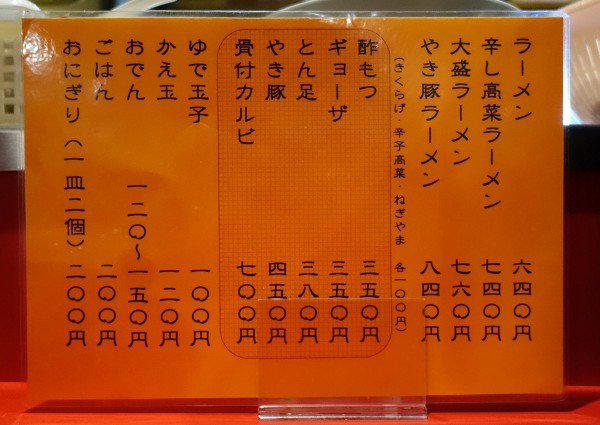 ラーメン 六四〇円
辛し高菜ラーメン 七四〇円
大盛ラーメン 七六〇円
やき豚ラーメン 八四〇円
(きくらげ・辛子高菜・ねぎやま 各一〇〇円)
酢もつ 三五〇円
ギョーザ 三五〇円
とん足 三八〇円
やき豚 四五〇円
骨付カルビ 七〇〇円
ゆで玉子 一〇〇円
かえ玉 一二〇円
おでん 一二〇〜一五〇円
ごはん 二〇〇円
おにぎり(一皿二個) 二〇〇円